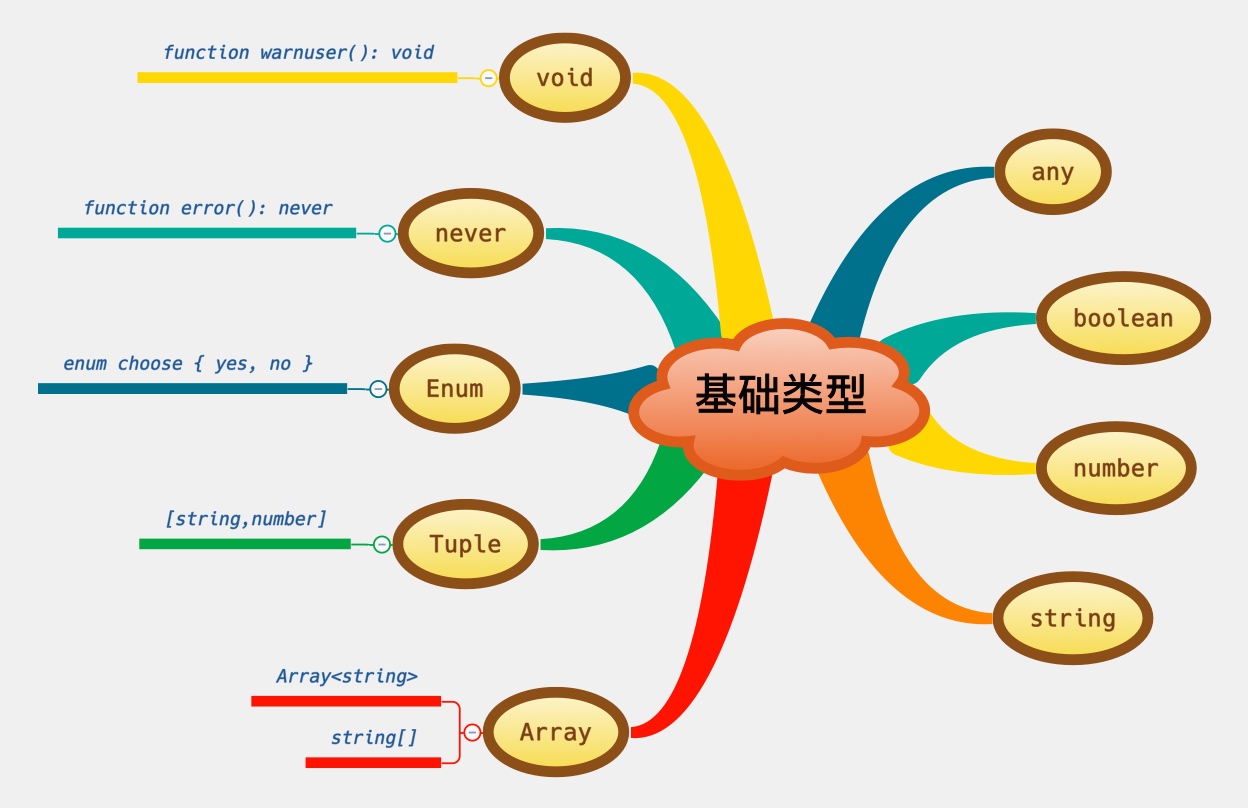 基础类型
any
boolean
number
string
void
function warnuser(): void
never
function error(): never
Enum
enum choose { yes, no }
Tuple
[string,number]
Array
Array<string>
string[]